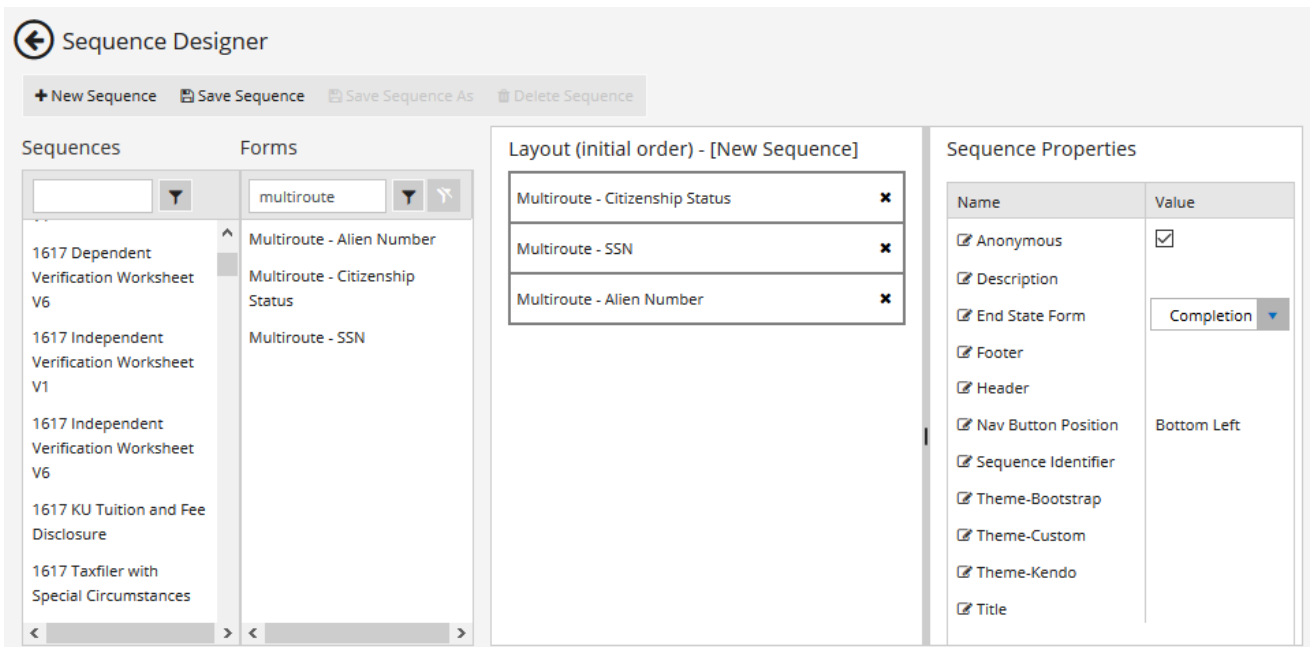 Sequence Designer
New Sequence Save Sequence Save Sequence As Delete Sequence
Sequences
1617 Dependent
Verification Worksheet
V6
1617 Independent
Verification Worksheet
V1
1617 Independent
Verification Worksheet
V6
1617 KU Tuition and Fee
Disclosure
1617 Taxfiler with
Special Circumstances
Forms
multiroute
Multiroute - Alien Number
Multiroute - Citizenship
Status
Multiroute - SSN
Layout (initial order) - [New Sequence]
Multiroute - Citizenship Status
Multiroute - SSN
Multiroute - Alien Number
Sequence Properties
Name Value
Anonymous
Description
End State Form Completion
Footer
Header
Nav Button Position Bottom Left
Sequence Identifier
Theme-Bootstrap
Theme-Custom
Theme-Kendo
Title